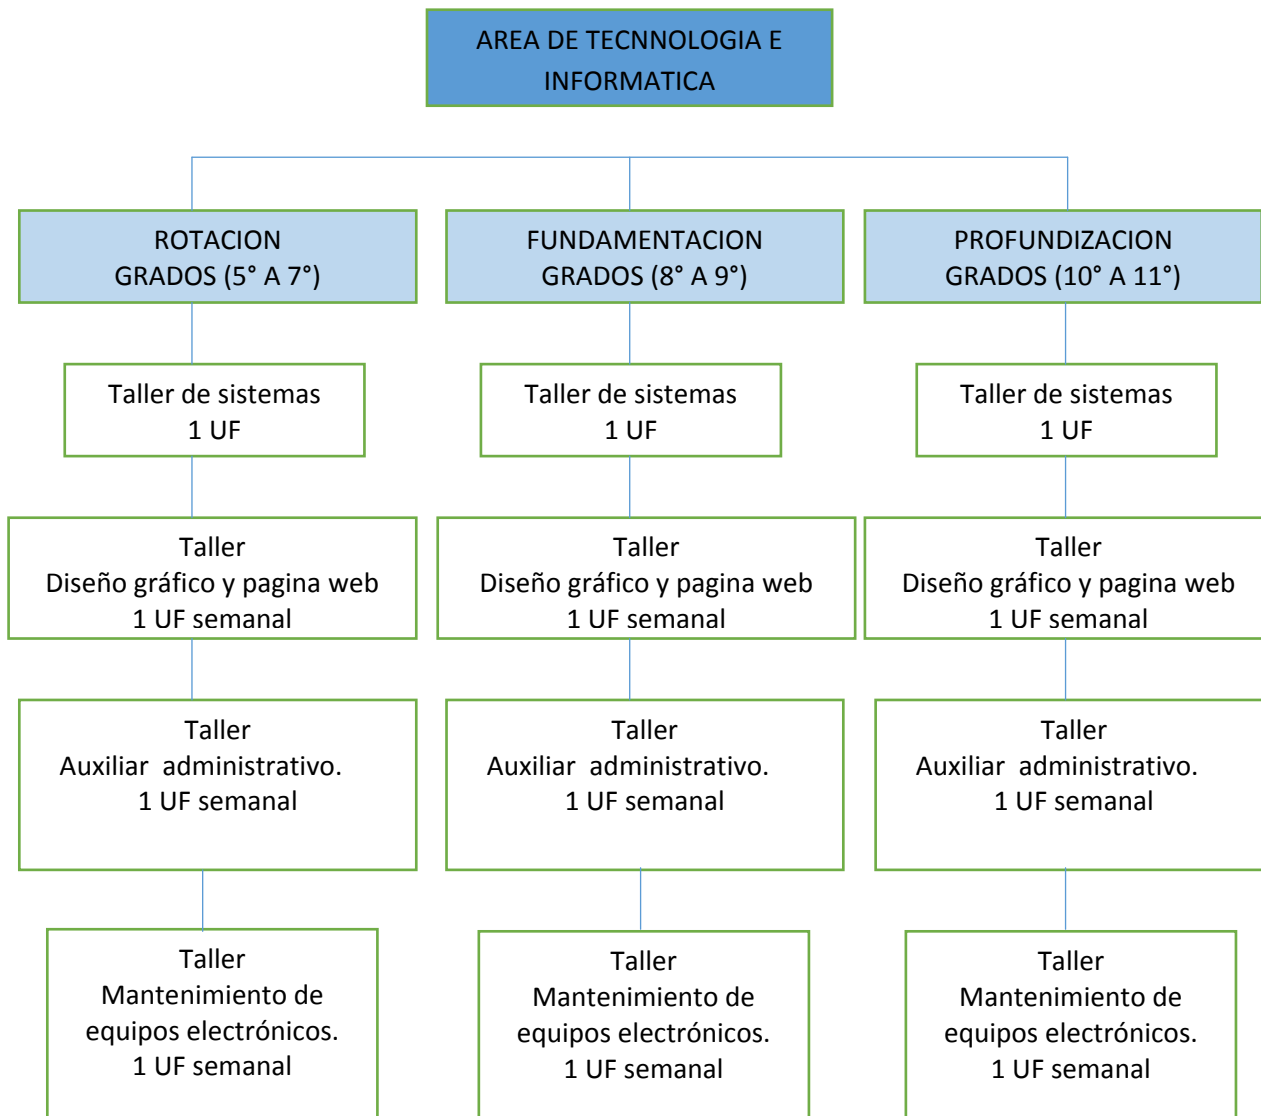 AREA DE TECNNOLOGIA E
INFORMATICA
ROTACION
GRADOS (5° A 7°)
FUNDAMENTACION
GRADOS (8° A 9°)
PROFUNDIZACION
GRADOS (10° A 11°)
Taller de sistemas
1 UF
Taller de sistemas
1 UF
Taller de sistemas
1 UF
Taller
Diseño gráfico y pagina web
1 UF semanal
Taller
Diseño gráfico y pagina web
1 UF semanal
Taller
Diseño gráfico y pagina web
1 UF semanal
Taller
Auxiliar administrativo.
1 UF semanal
Taller
Auxiliar administrativo.
1 UF semanal
Taller
Auxiliar administrativo.
1 UF semanal
Taller
Mantenimiento de
equipos electrónicos.
1 UF semanal
Taller
Mantenimiento de
equipos electrónicos.
1 UF semanal
Taller
Mantenimiento de
equipos electrónicos.
1 UF semanal